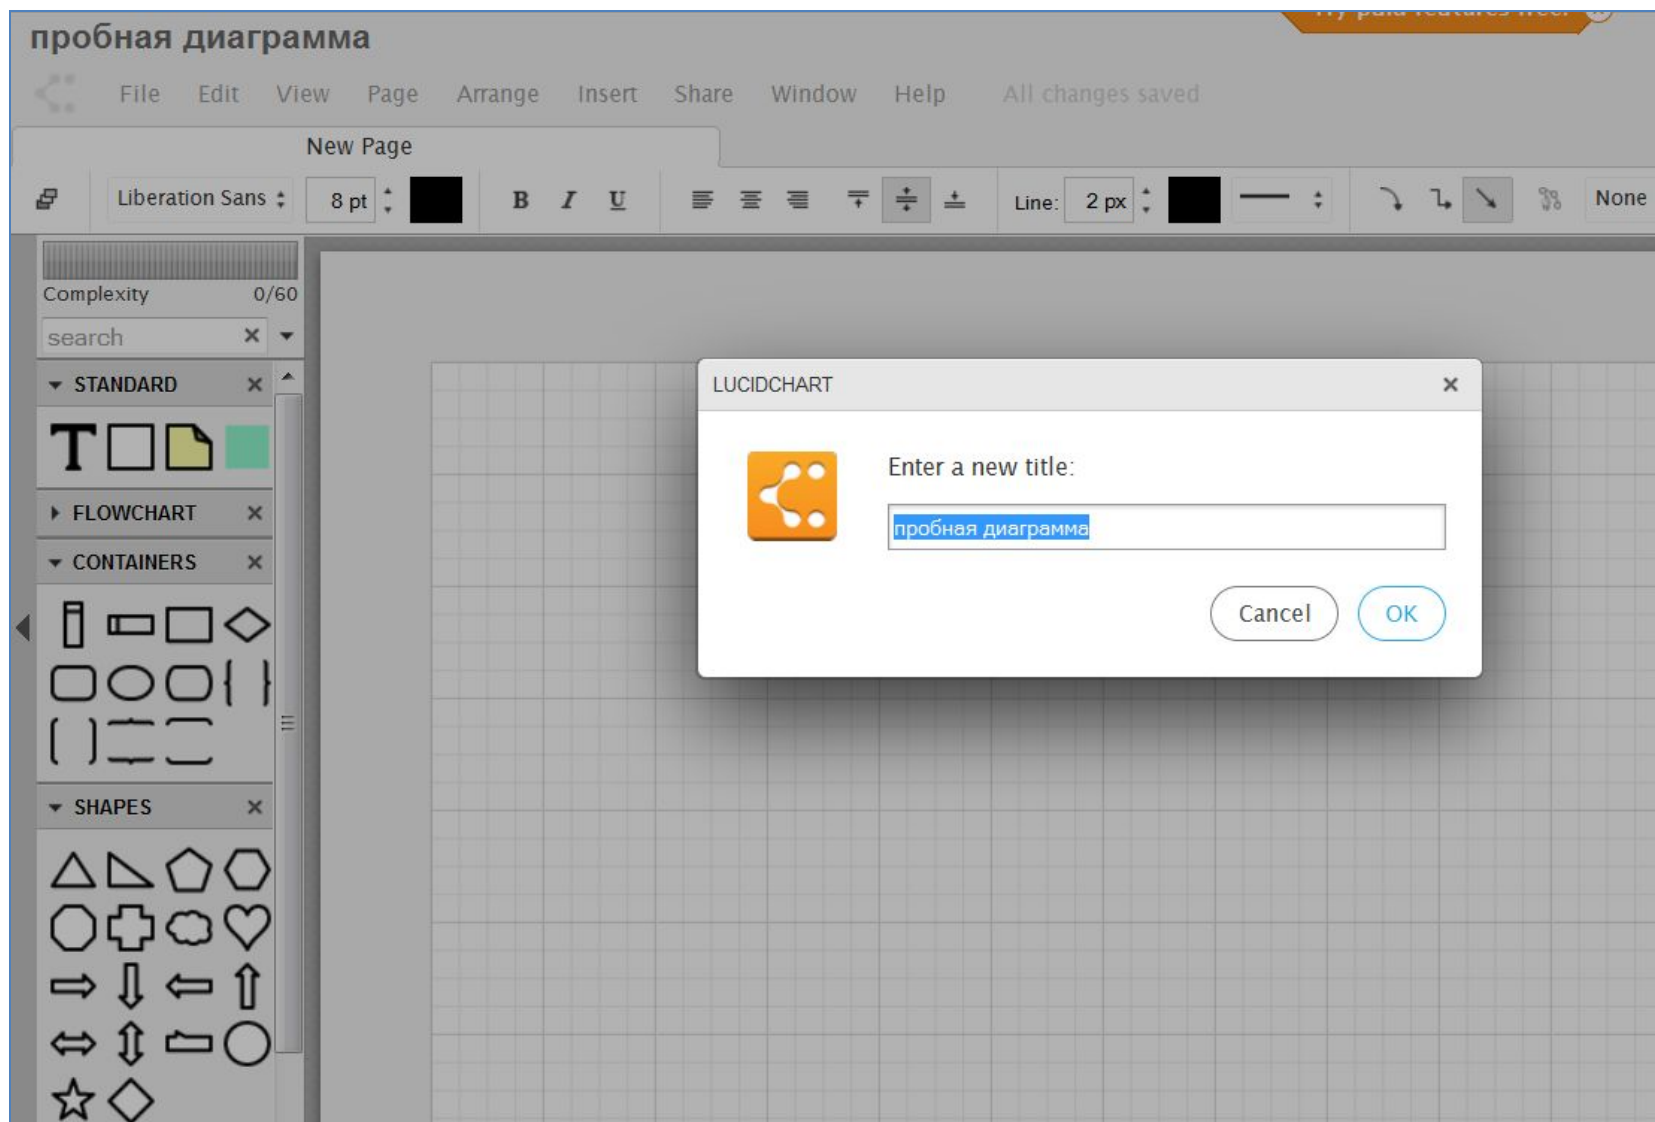 пробная диаграмма
File Edit View Page Arrange Insert Share Window Help All changes saved
New Page
Liberation Sans 8 pt B I U Line: 2 px None
Complexity 0/60
search
STANDARD
T
FLOWCHART
CONTAINERS
SHAPES
LUCIDCHART
Enter a new title:
пробная диаграмма
Cancel OK